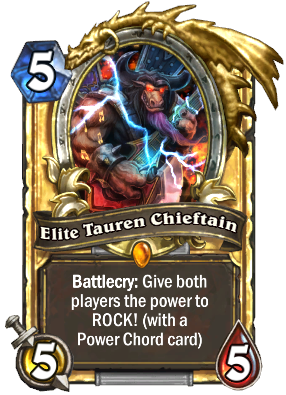 5
Elite Tauren Chieftain
Battlecry: Give both
players the power to
ROCK! (with a
Power Chord card)
5
5